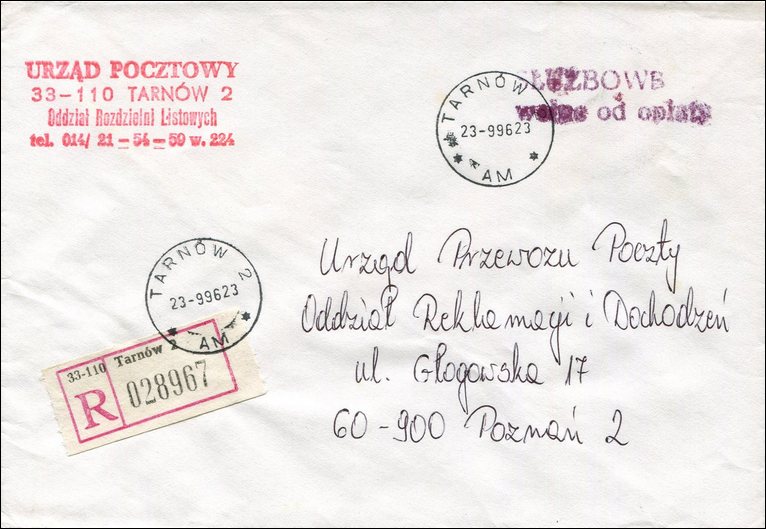 URZĄD POCZTOWY
33-110 TARNÓW 2
Oddział Rozdzielni Listowych
tel. 014/ 21-54-59 w. 224
SŁUŻBOWE
wolne od opłaty
TARNÓW
23-99623
AM
Urząd Przewozu Poczty
Oddział Reklamacji i Dochodzeń
ul. Głogowska 17
60-900 Poznań 2
TARNÓW 2
23-99623
AM
33-110 Tarnów 2
R 028967